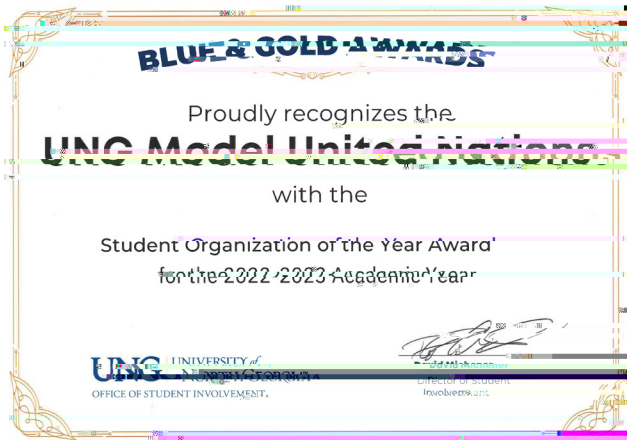 BLUE & GOLD AWARDS
Proudly recognizes the
UNG Model United Nations
with the
Student Organization of the Year Award
for the 2022-2023 Academic Year
UNG UNIVERSITY of
NORTH GEORGIA
OFFICE OF STUDENT INVOLVEMENT
David
Director of Student
Involvement